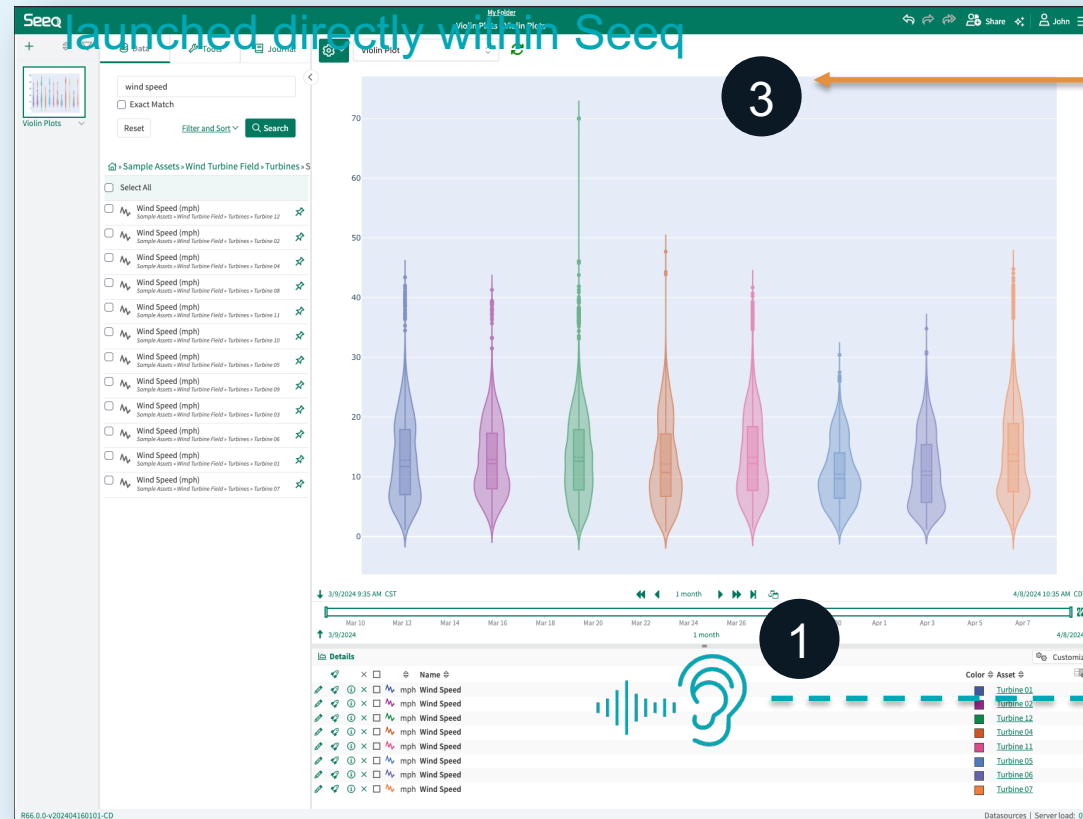 launched directly within Seeq
Seeq
My Folder
Violin Plots » Violin Plots
Share
John
Data
Tools
Journal
Violin Plot
Violin Plots
wind speed
Exact Match
Reset
Filter and Sort
Search
» Sample Assets » Wind Turbine Field » Turbines » S
Select All
Wind Speed (mph)
Sample Assets » Wind Turbine Field » Turbines » Turbine 12
Wind Speed (mph)
Sample Assets » Wind Turbine Field » Turbines » Turbine 02
Wind Speed (mph)
Sample Assets » Wind Turbine Field » Turbines » Turbine 04
Wind Speed (mph)
Sample Assets » Wind Turbine Field » Turbines » Turbine 08
Wind Speed (mph)
Sample Assets » Wind Turbine Field » Turbines » Turbine 11
Wind Speed (mph)
Sample Assets » Wind Turbine Field » Turbines » Turbine 10
Wind Speed (mph)
Sample Assets » Wind Turbine Field » Turbines » Turbine 05
Wind Speed (mph)
Sample Assets » Wind Turbine Field » Turbines » Turbine 09
Wind Speed (mph)
Sample Assets » Wind Turbine Field » Turbines » Turbine 03
Wind Speed (mph)
Sample Assets » Wind Turbine Field » Turbines » Turbine 06
Wind Speed (mph)
Sample Assets » Wind Turbine Field » Turbines » Turbine 01
Wind Speed (mph)
Sample Assets » Wind Turbine Field » Turbines » Turbine 07
3
70
60
50
40
30
20
10
0
3/9/2024 9:35 AM CST
1 month
4/8/2024 10:35 AM CD
Mar 10 Mar 12 Mar 14 Mar 16 Mar 18 Mar 20 Mar 22 Mar 24 Mar 26 Apr 1 Apr 3 Apr 5 Apr 7
3/9/2024
1 month
4/8/2024
1
Details
Customiz
Name
Color
Asset
mph Wind Speed Turbine 01
mph Wind Speed Turbine 02
mph Wind Speed Turbine 12
mph Wind Speed Turbine 04
mph Wind Speed Turbine 11
mph Wind Speed Turbine 05
mph Wind Speed Turbine 06
mph Wind Speed Turbine 07
R66.0.0-v202404160101-CD
Datasources | Server load: 0